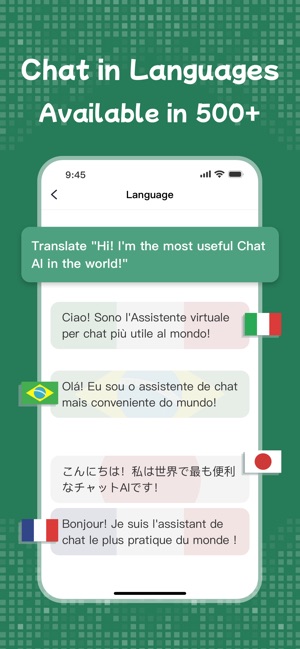 Chat in Languages
Available in 500+
9:45
Language
Translate "Hi! I'm the most useful Chat
AI in the world!"
Ciao! Sono l'Assistente virtuale
per chat più utile al mondo!
Olá! Eu sou o assistente de chat
mais conveniente do mundo!
こんにちは！私は世界で最も便利
なチャットAIです！
Bonjour! Je suis l'assistant de
chat le plus pratique du monde !